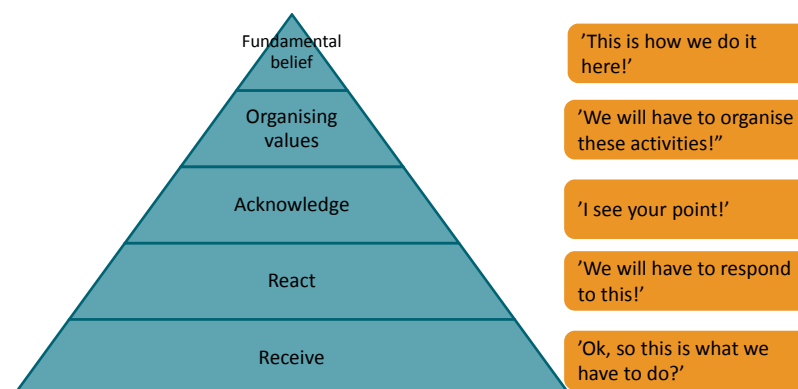 Fundamental
belief
’This is how we do it
here!’
Organising
values
’We will have to organise
these activities!”
Acknowledge
’I see your point!’
React
’We will have to respond
to this!’
Receive
’Ok, so this is what we
have to do?’